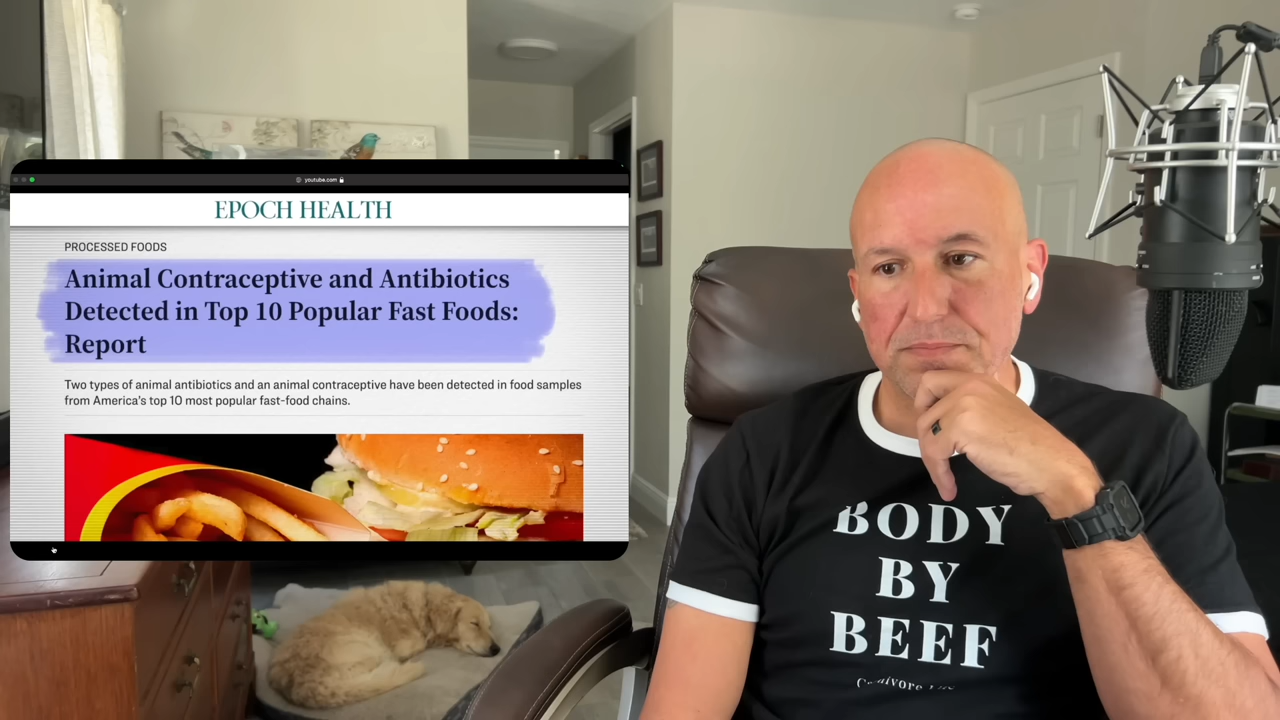 youtube.com
EPOCH HEALTH
PROCESSED FOODS
Animal Contraceptive and Antibiotics
Detected in Top 10 Popular Fast Foods:
Report
Two types of animal antibiotics and an animal contraceptive have been detected in food samples
from America's top 10 most popular fast-food chains.
BODY
BY
BEEF